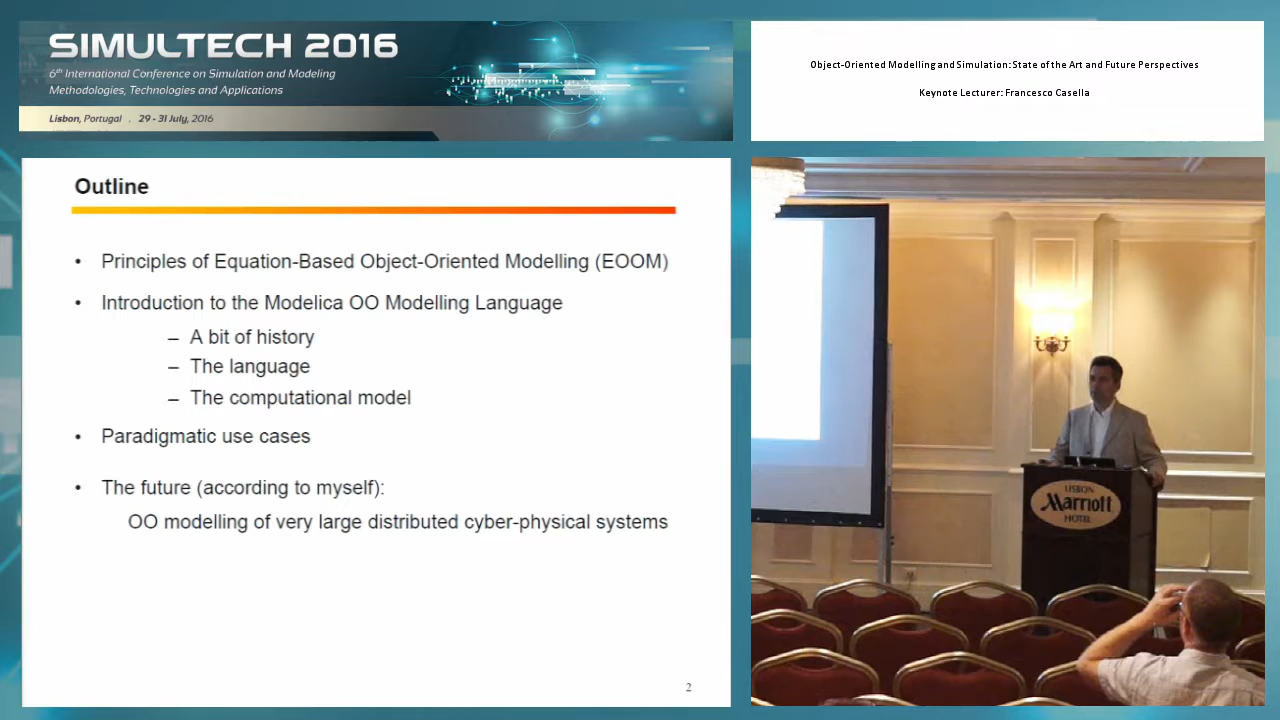 SIMULTECH 2016
6th International Conference on Simulation and Modeling
Methodologies, Technologies and Applications
Lisbon, Portugal . 29 - 31 July, 2016
Object-Oriented Modelling and Simulation: State of the Art and Future Perspectives
Keynote Lecturer: Francesco Casella
Outline
• Principles of Equation-Based Object-Oriented Modelling (EOOM)
• Introduction to the Modelica OO Modelling Language
– A bit of history
– The language
– The computational model
• Paradigmatic use cases
• The future (according to myself):
OO modelling of very large distributed cyber-physical systems
2
LISBON
Marriott
HOTEL